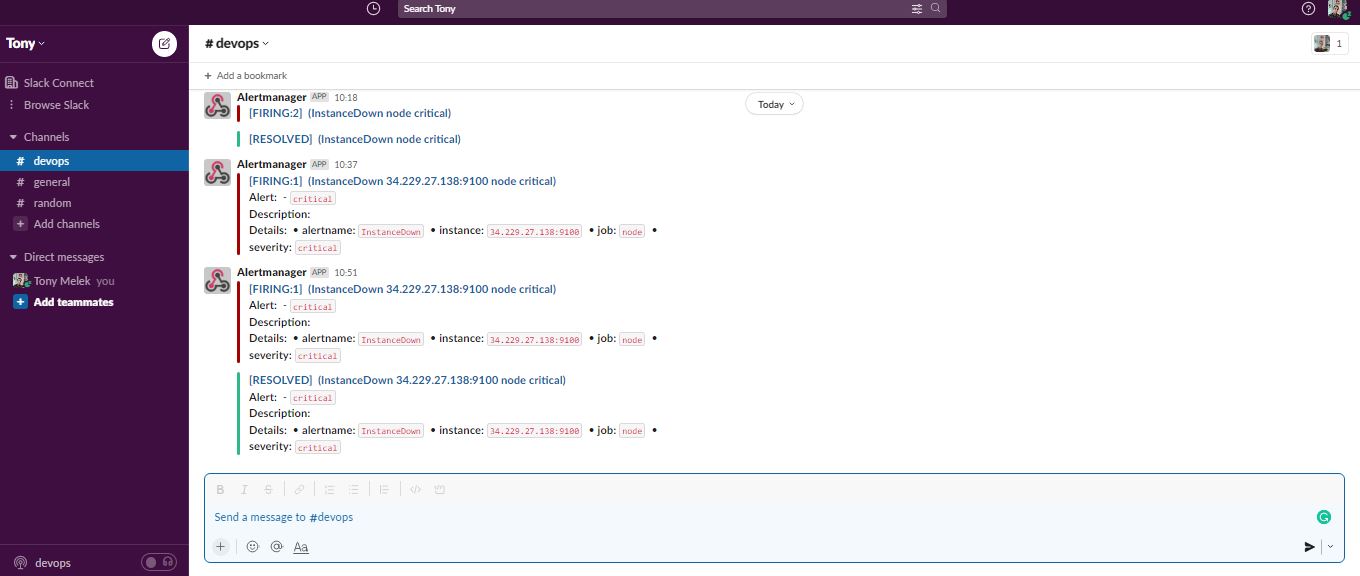 Search Tony
Tony
# devops
1
Slack Connect
Browse Slack
+ Add a bookmark
Today
Channels
# devops
# general
# random
+ Add channels
Direct messages
Tony Melek you
+ Add teammates
Alertmanager APP 10:18
[FIRING:2] (InstanceDown node critical)
[RESOLVED] (InstanceDown node critical)
Alertmanager APP 10:37
[FIRING:1] (InstanceDown 34.229.27.138:9100 node critical)
Alert: - critical
Description:
Details: • alertname: InstanceDown • instance: 34.229.27.138:9100 • job: node •
severity: critical
Alertmanager APP 10:51
[FIRING:1] (InstanceDown 34.229.27.138:9100 node critical)
Alert: - critical
Description:
Details: • alertname: InstanceDown • instance: 34.229.27.138:9100 • job: node •
severity: critical
[RESOLVED] (InstanceDown 34.229.27.138:9100 node critical)
Alert: - critical
Description:
Details: • alertname: InstanceDown • instance: 34.229.27.138:9100 • job: node •
severity: critical
B I S
Send a message to #devops
Aa
devops